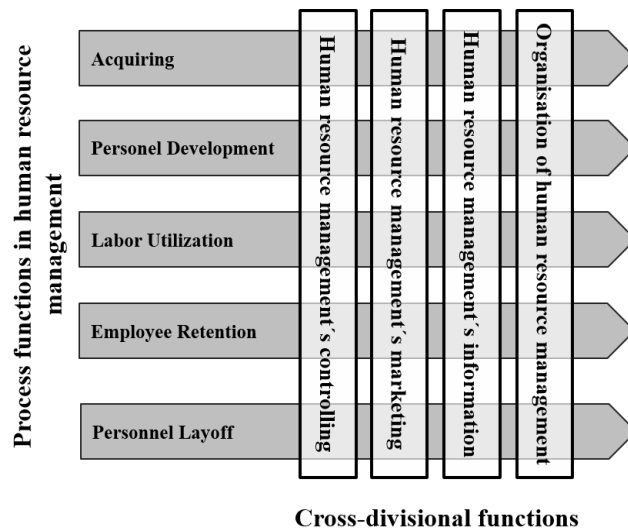 Process functions in human resource
management
Acquiring
Personel Development
Labor Utilization
Employee Retention
Personnel Layoff
Human resource management´s controlling
Human resource management´s marketing
Human resource management´s information
Organisation of human resource management
Cross-divisional functions